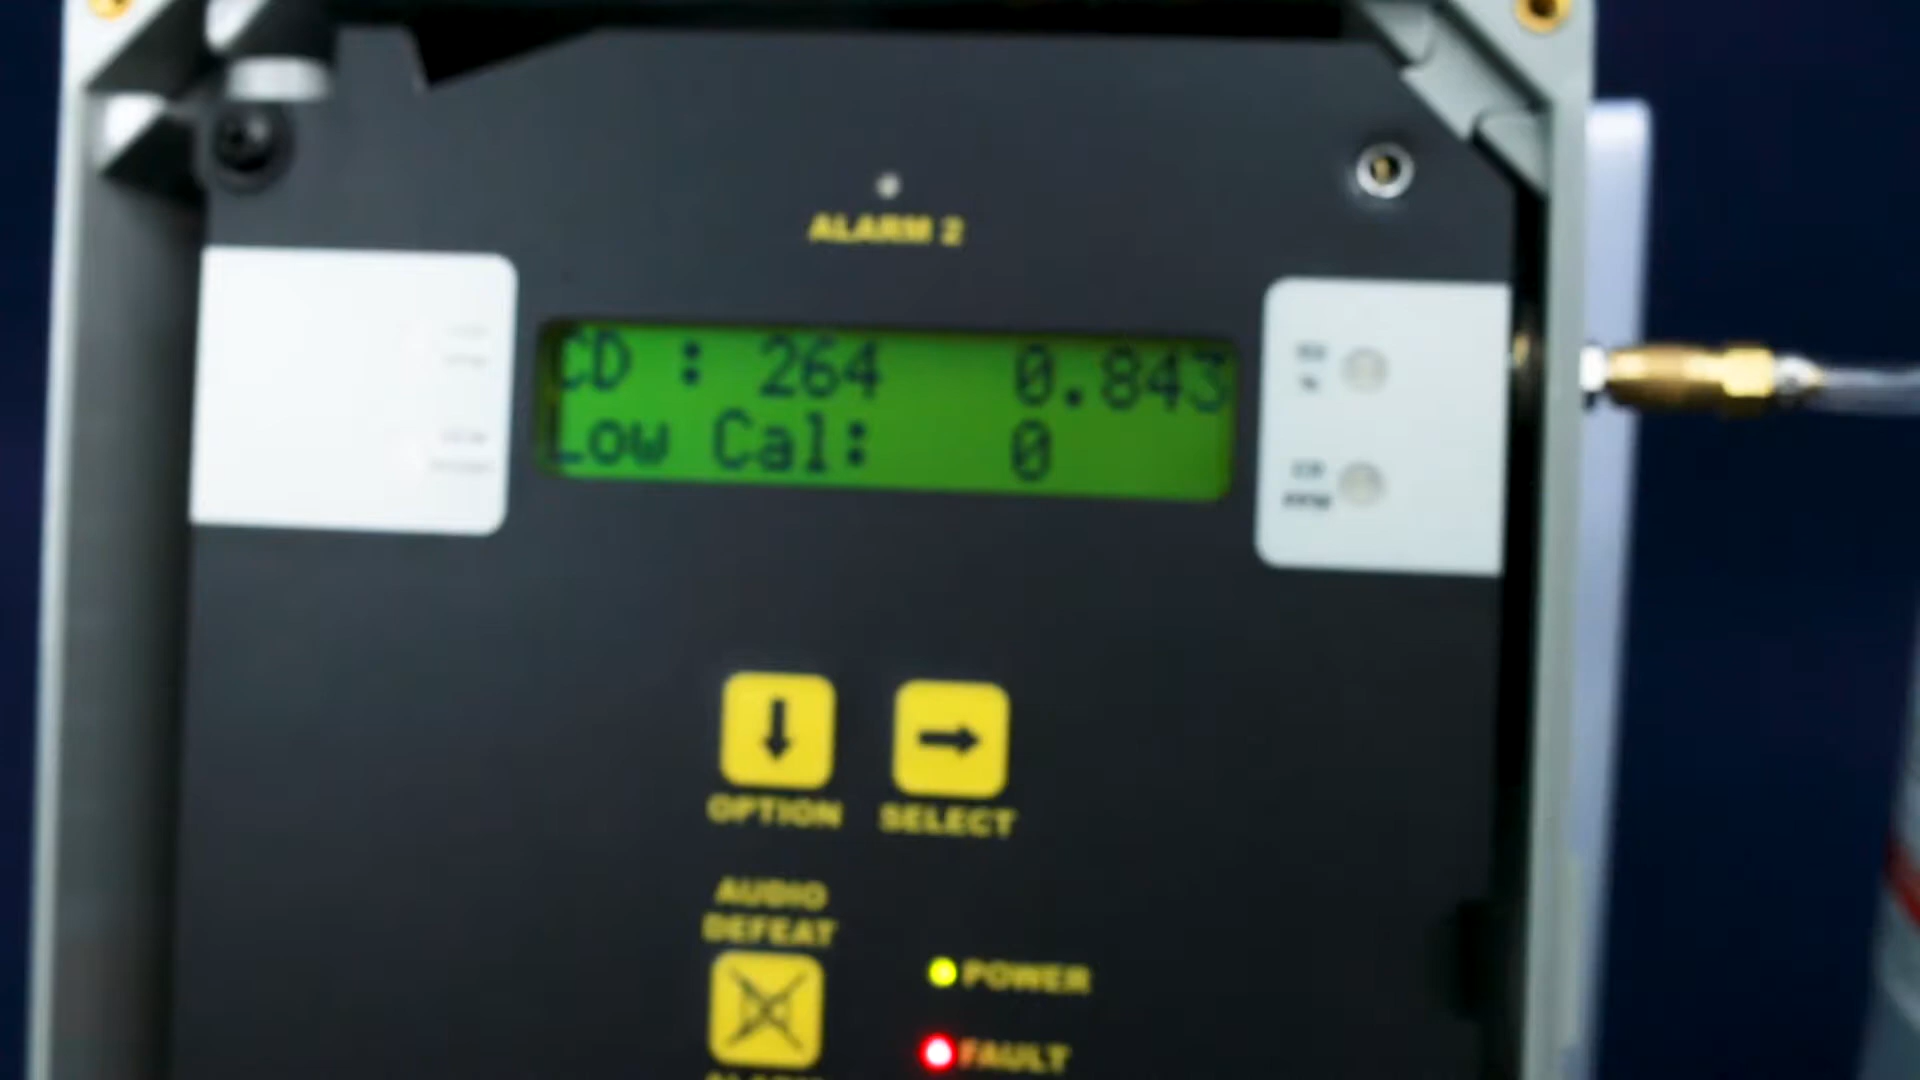 ALARM 2
CD : 264 0.843
Low Cal: 0
OPTION
SELECT
AUDIO
DEFEAT
POWER
FAULT